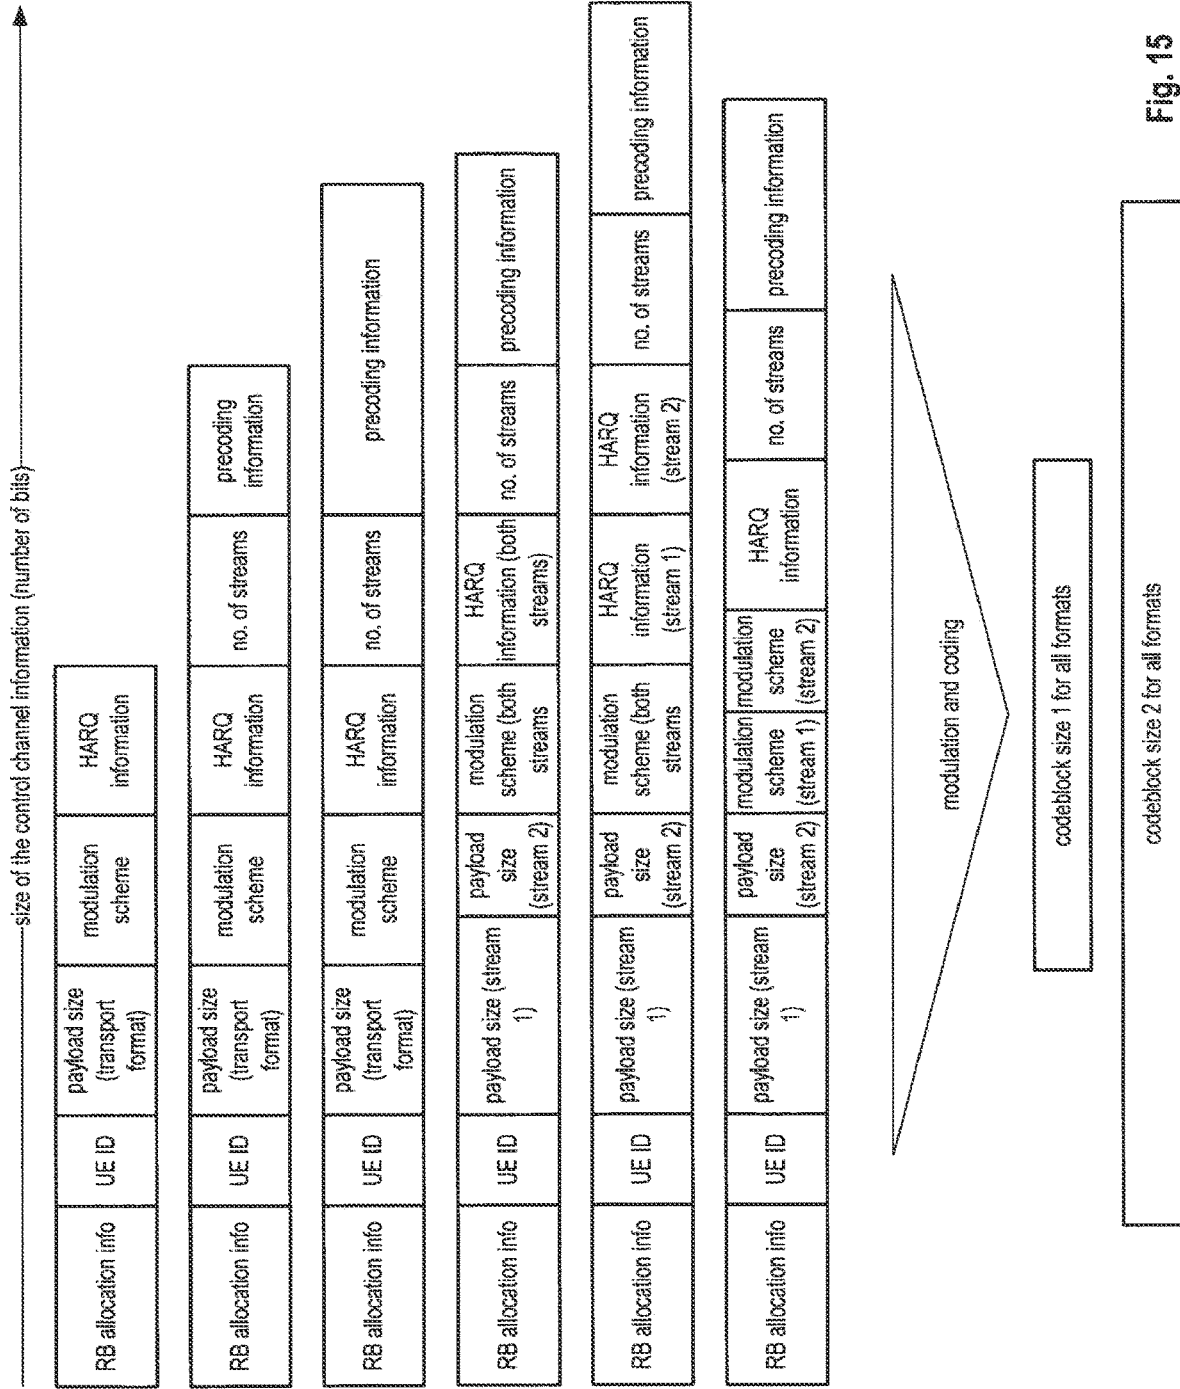 size of the control channel information (number of bits)
RB allocation info
UE ID
payload size
(transport
format)
modulation
scheme
HARQ
information
RB allocation info
UE ID
payload size
(transport
format)
modulation
scheme
HARQ
information
no. of streams
precoding
information
RB allocation info
UE ID
payload size
(transport
format)
modulation
scheme
HARQ
information
no. of streams
precoding information
RB allocation info
UE ID
payload size (stream
1)
payload
size
(stream 2)
modulation
scheme (both
streams
HARQ
information (both
streams)
no. of streams
precoding information
RB allocation info
UE ID
payload size (stream
1)
payload
size
(stream 2)
modulation
scheme (both
streams
HARQ
information
(stream 1)
HARQ
information
(stream 2)
no. of streams
precoding information
RB allocation info
UE ID
payload size (stream
1)
payload
size
(stream 2)
modulation
scheme
(stream 1)
modulation
scheme
(stream 2)
HARQ
information
no. of streams
precoding information
modulation and coding
codeblock size 1 for all formats
codeblock size 2 for all formats
Fig. 15